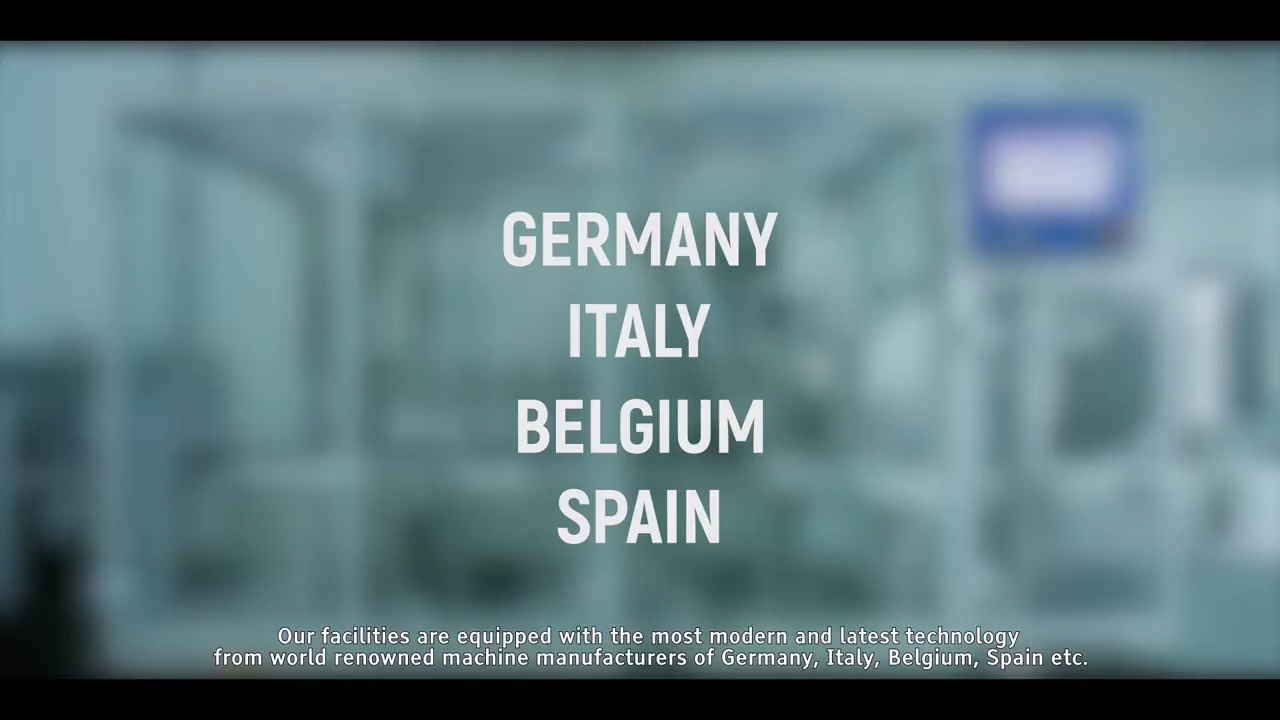 GERMANY
ITALY
BELGIUM
SPAIN
Our facilities are equipped with the most modern and latest technology
from world renowned machine manufacturers of Germany, Italy, Belgium, Spain etc.